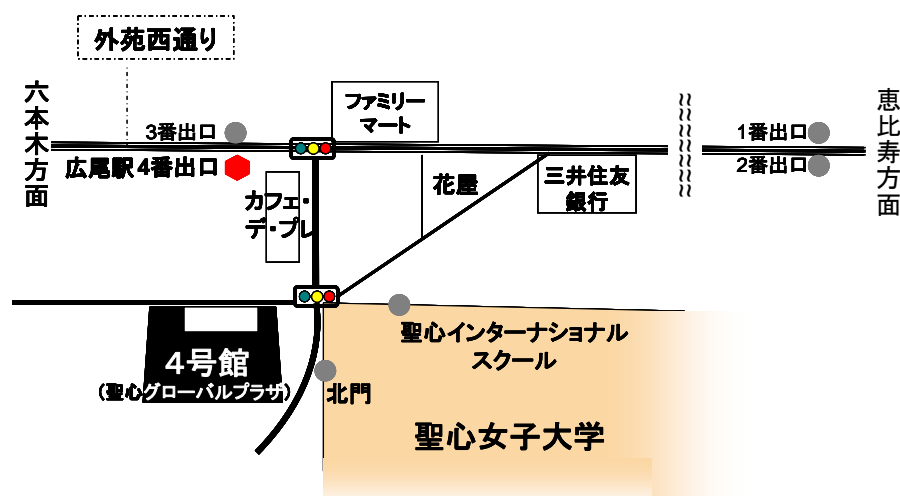 外苑西通り
六本木方面
ファミリー
マート
恵比寿方面
3番出口
1番出口
広尾駅 4番出口
2番出口
カフェ・
デ・プレ
花屋
三井住友
銀行
聖心インターナショナル
スクール
4号館
(聖心グローバルプラザ)
北門
聖心女子大学